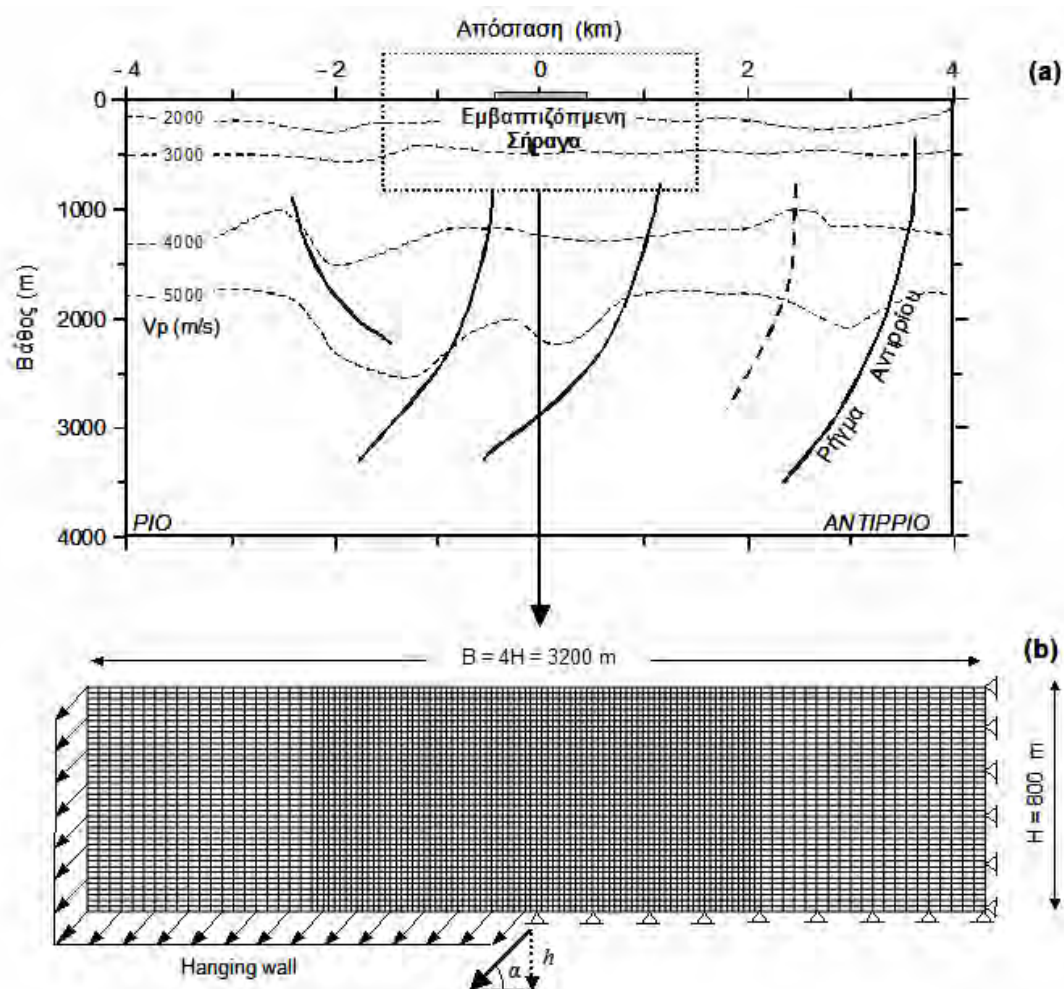 Απόσταση (km)
– 4 –2 0 2 4 (a)
0
2000
Εμβαπτιζόπμενη
Σήραγα
3000
1000
4000
5000
Vp (m/s)
Βάθος (m)
2000
Ρήγμα Αντιρρίου
3000
ΡΙΟ
ΑΝΤΙΡΡΙΟ
4000
(b)
B = 4H = 3200 m
H = 800 m
Hanging wall
α
h